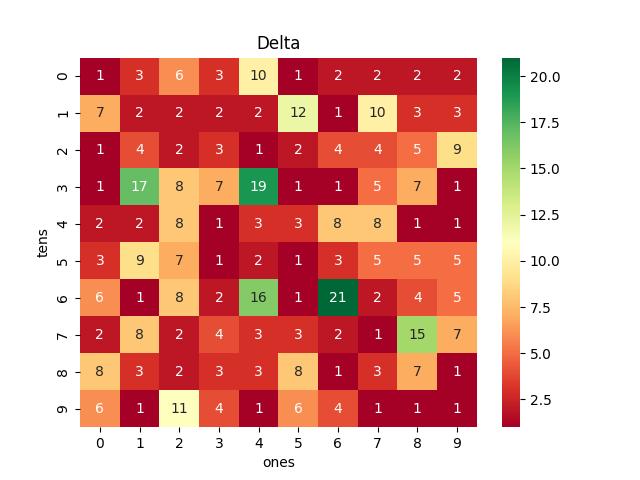 Delta
0 1 3 6 3 10 1 2 2 2 2
1 7 2 2 2 2 12 1 10 3 3
2 1 4 2 3 1 2 4 4 5 9
3 1 17 8 7 19 1 1 5 7 1
4 2 2 8 1 3 3 8 8 1 1
5 3 9 7 1 2 1 3 5 5 5
6 6 1 8 2 16 1 21 2 4 5
7 2 8 2 4 3 3 2 1 15 7
8 8 3 2 3 3 8 1 3 7 1
9 6 1 11 4 1 6 4 1 1 1
0 1 2 3 4 5 6 7 8 9
ones
tens
20.0
17.5
15.0
12.5
10.0
7.5
5.0
2.5